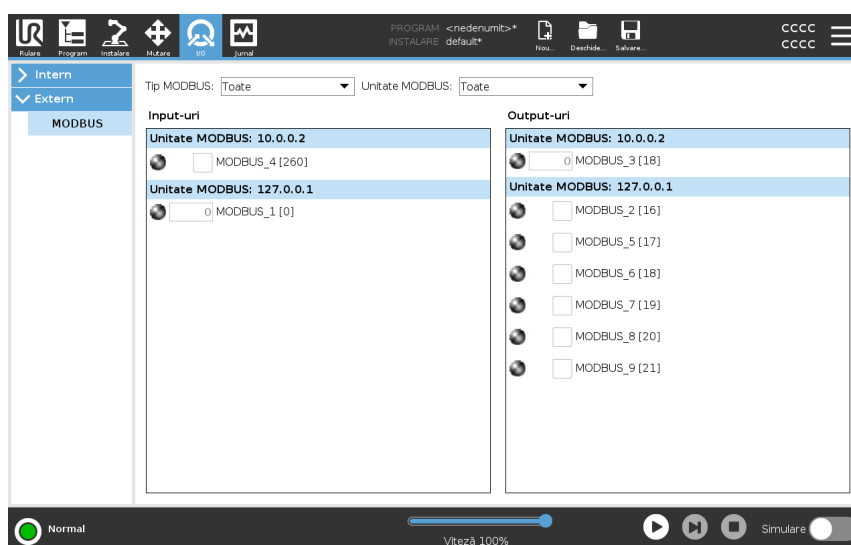 PROGRAM <nedenumit>*
INSTALARE default*
CCCC
CCCC
Rulare Program Instalare Mutare I/O Jurnal Nou... Deschide... Salvare...
Intern
Extern
MODBUS
Tip MODBUS: Toate Unitate MODBUS: Toate
Input-uri
Unitate MODBUS: 10.0.0.2
MODBUS_4 [260]
Unitate MODBUS: 127.0.0.1
0 MODBUS_1 [0]
Output-uri
Unitate MODBUS: 10.0.0.2
0 MODBUS_3 [18]
Unitate MODBUS: 127.0.0.1
MODBUS_2 [16]
MODBUS_5 [17]
MODBUS_6 [18]
MODBUS_7 [19]
MODBUS_8 [20]
MODBUS_9 [21]
Normal
Viteză 100%
Simulare